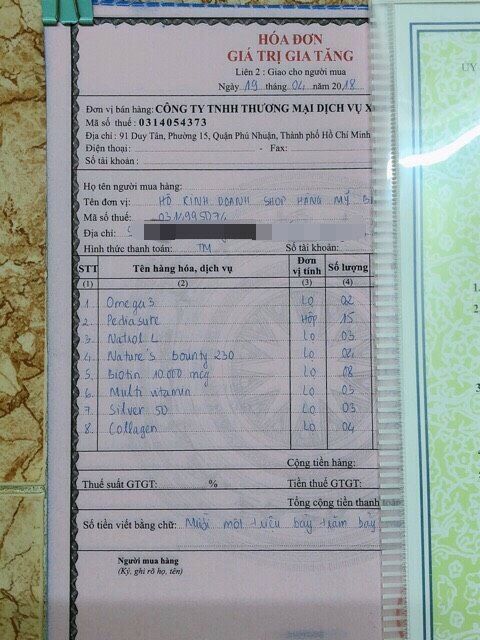 HÓA ĐƠN
GIÁ TRỊ GIA TĂNG
Liên 2 : Giao cho người mua
Ngày 19 tháng 04 năm 2018
Đơn vị bán hàng: CÔNG TY TNHH THƯƠNG MẠI DỊCH VỤ X
Mã số thuế : 0314054373
Địa chỉ : 91 Duy Tân, Phường 15, Quận Phú Nhuận, Thành phố Hồ Chí Minh
Điện thoại: - Fax:
Số tài khoản:
Họ tên người mua hàng:
Tên đơn vị: HỘ KINH DOANH SHOP HÀNG MỸ
Mã số thuế:
Địa chỉ:
Hình thức thanh toán: TM Số tài khoản:
STT Tên hàng hóa, dịch vụ Đơn vị tính Số lượng
(1) (2) (3) (4)
1. Omega 3 LỌ 02
2. Pediasure HỘP 15
3. Natrol L LỌ 03
4. Nature's bounty 230 LỌ
5. Biotin 10.000 mcg LỌ 08
6. Multi vitamin LỌ 03
7. Silver 50 LỌ 03
8. Collagen LỌ 04
Cộng tiền hàng:
Thuế suất GTGT: % Tiền thuế GTGT:
Tổng cộng tiền thanh
Số tiền viết bằng chữ: Mười một triệu bảy trăm bảy
Người mua hàng
(Ký, ghi rõ họ, tên)
ỦY
1.
2.